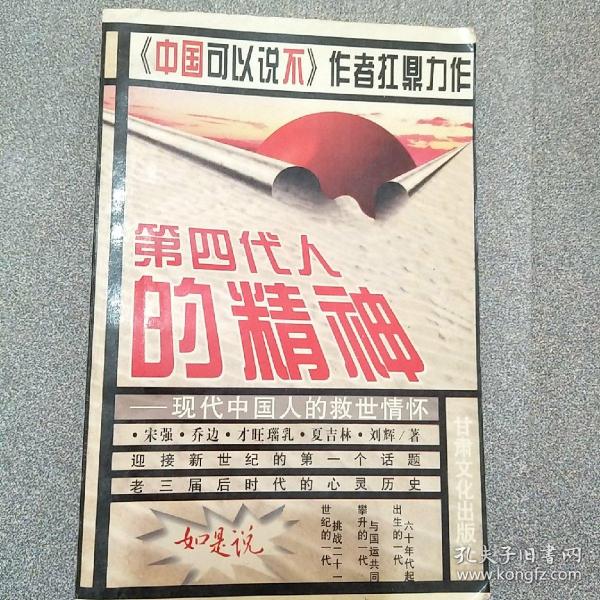 《中国可以说不》作者扛鼎力作
第四代人
的精神
——现代中国人的救世情怀
·宋强·乔边·才旺瑙乳·夏吉林·刘辉/著
迎接新世纪的第一个话题
老三届后时代的心灵历史
甘肃文化出版
如是说
六十年代起
出生的一代
与国运共同
攀升的一代
挑战二十一
世纪的一代
孔夫子旧书网
www.kongfz.com